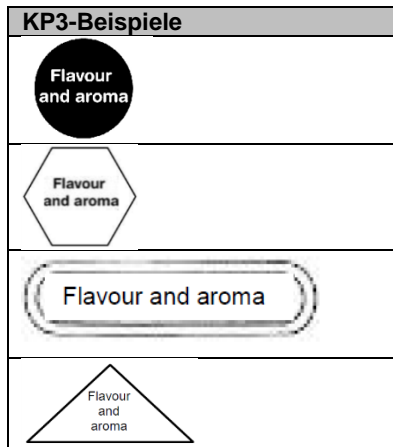 KP3-Beispiele
Flavour
and aroma
Flavour
and aroma
Flavour and aroma
Flavour
and
aroma